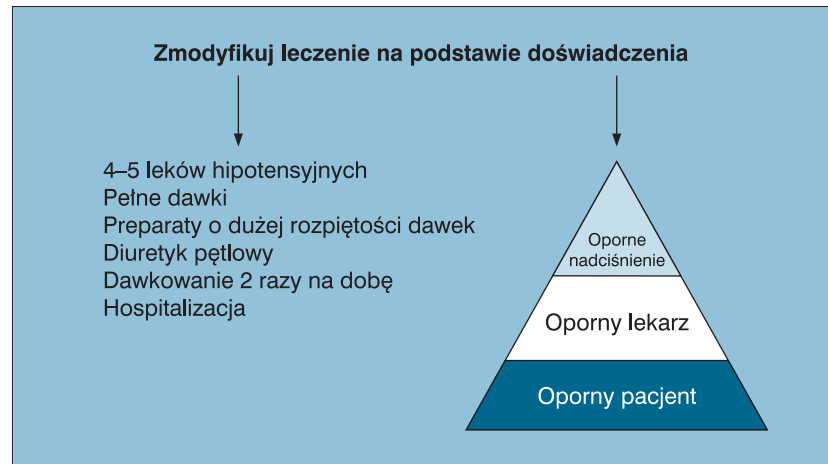 Zmodyfikuj leczenie na podstawie doświadczenia
4–5 leków hipotensyjnych
Pełne dawki
Preparaty o dużej rozpiętości dawek
Diuretyk pętlowy
Dawkowanie 2 razy na dobę
Hospitalizacja
Oporne
nadciśnienie
Oporny lekarz
Oporny pacjent